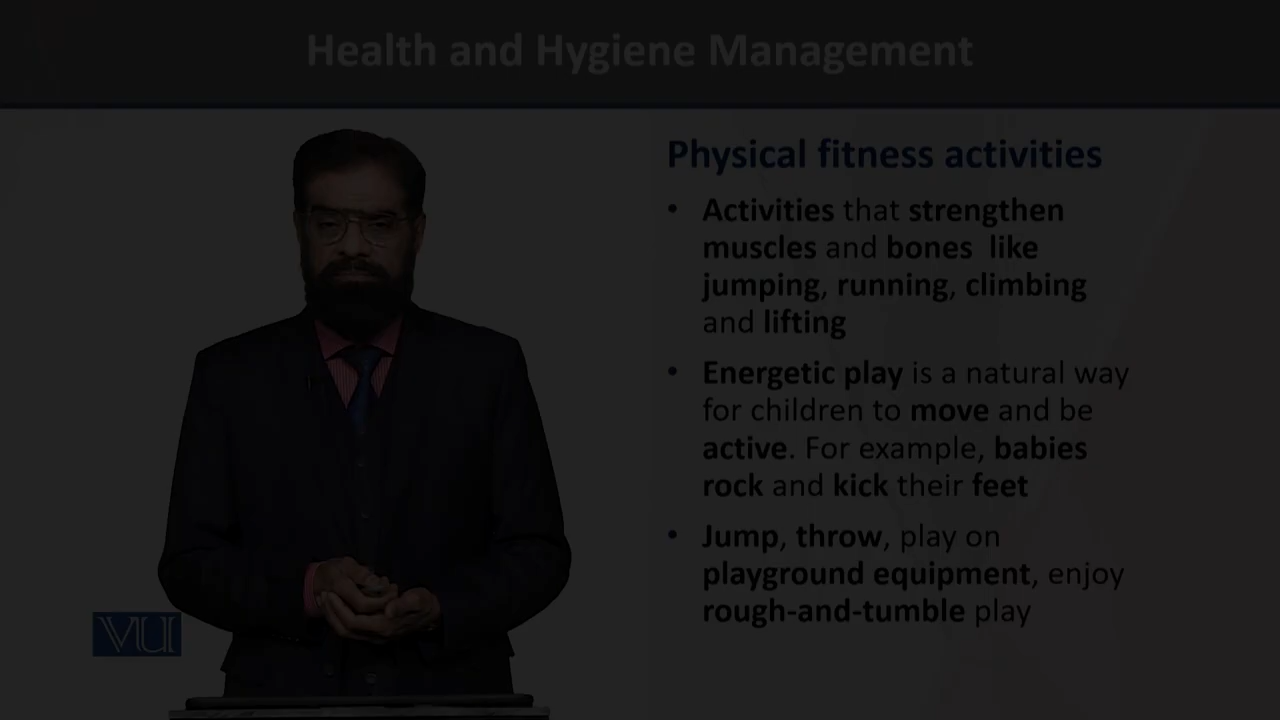 Health and Hygiene Management
Physical fitness activities
• Activities that strengthen
muscles and bones like
jumping, running, climbing
and lifting
• Energetic play is a natural way
for children to move and be
active. For example, babies
rock and kick their feet
• Jump, throw, play on
playground equipment, enjoy
rough-and-tumble play
VU